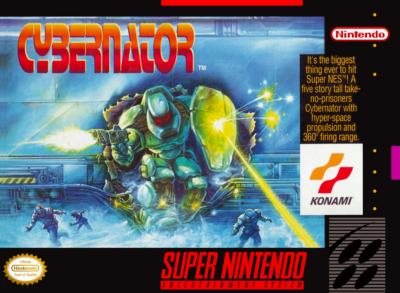 CYBERNATOR
TM
Nintendo
It's the biggest
thing ever to hit
Super NES™! A
five story tall take-
no-prisoners
Cybernator with
hyper-space
propulsion and
360° firing range.
KONAMI
Nintendo
SUPER NINTENDO
ENTERTAINMENT SYSTEM